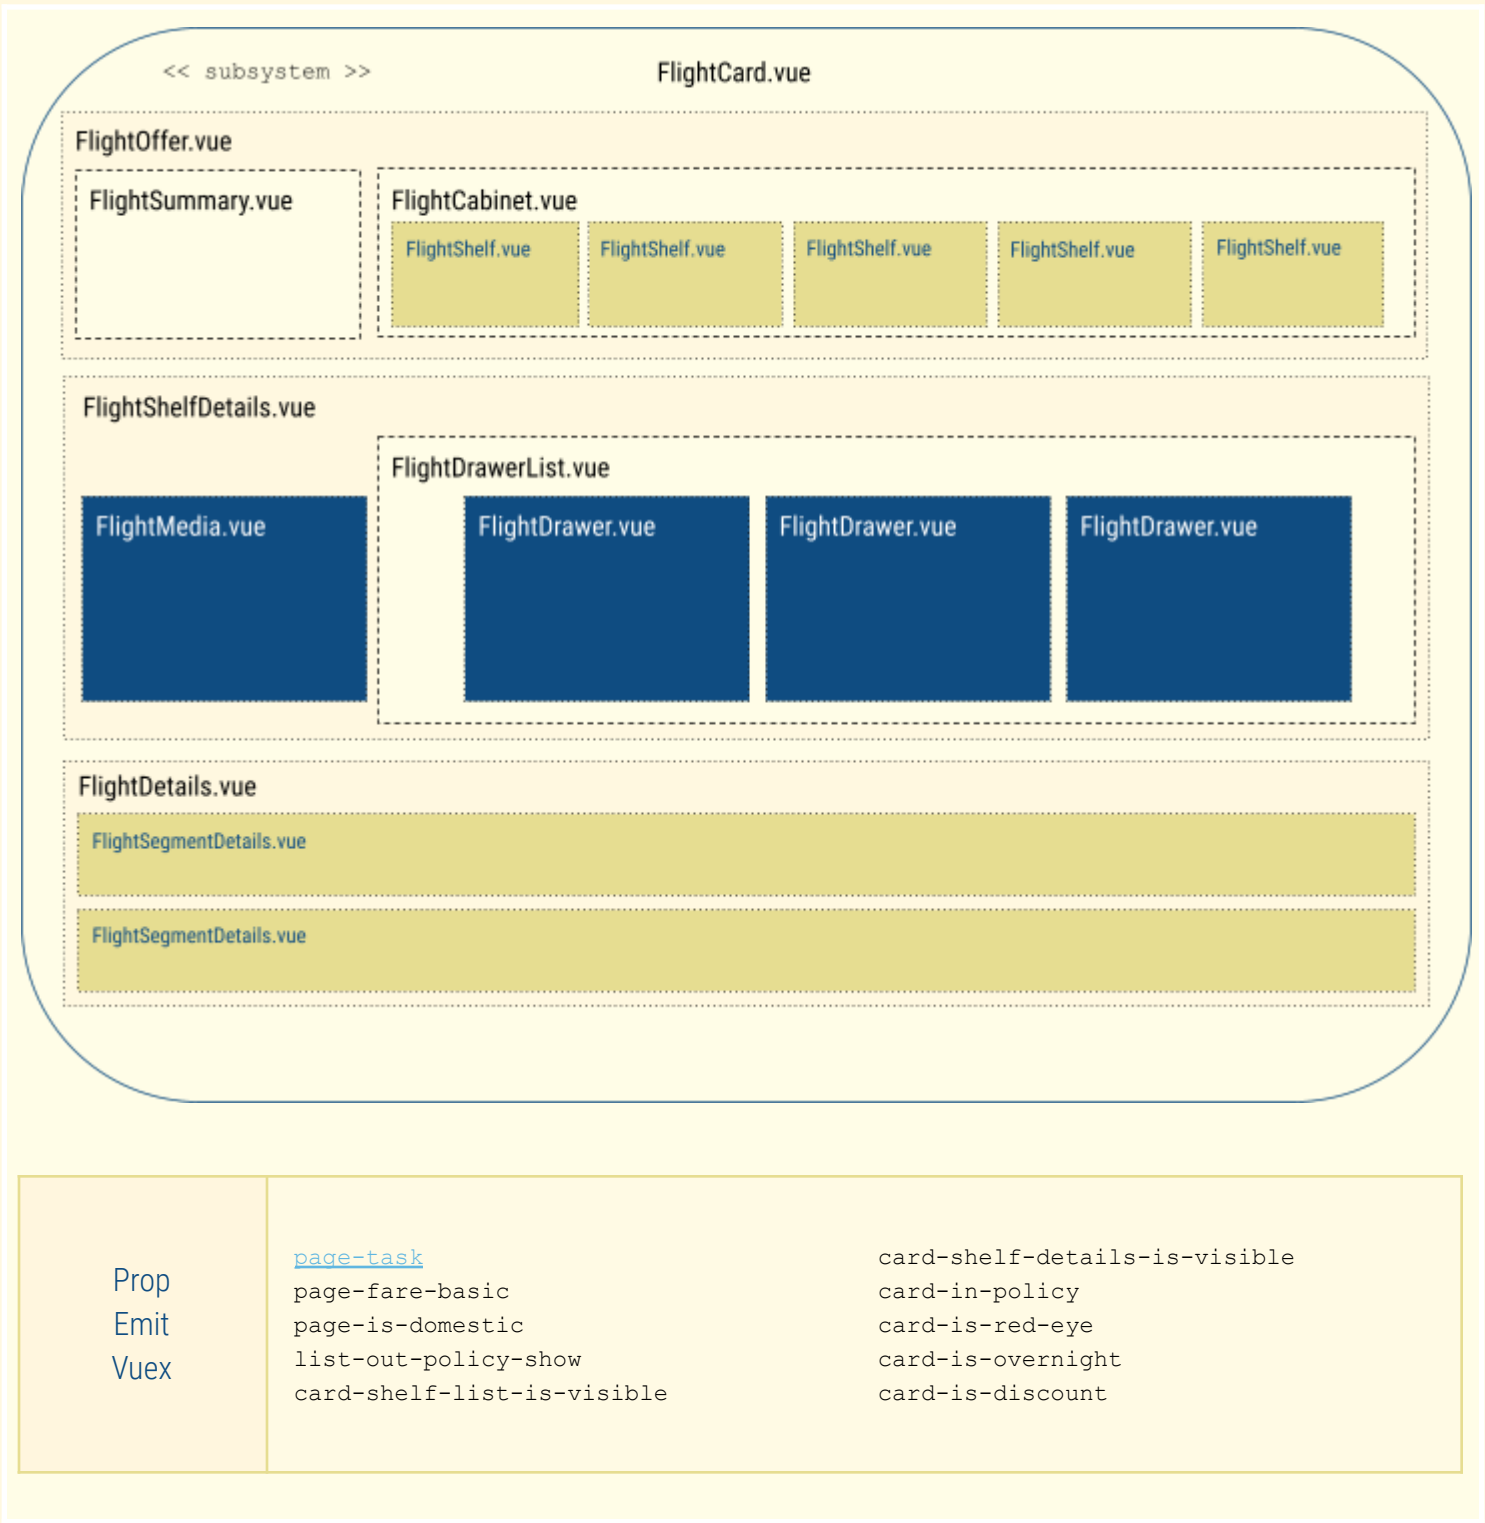 << subsystem >>
FlightCard.vue
FlightOffer.vue
FlightSummary.vue
FlightCabinet.vue
FlightShelf.vue
FlightShelf.vue
FlightShelf.vue
FlightShelf.vue
FlightShelf.vue
FlightShelfDetails.vue
FlightDrawerList.vue
FlightMedia.vue
FlightDrawer.vue
FlightDrawer.vue
FlightDrawer.vue
FlightDetails.vue
FlightSegmentDetails.vue
FlightSegmentDetails.vue
Prop
Emit
Vuex
page-task
page-fare-basic
page-is-domestic
list-out-policy-show
card-shelf-list-is-visible
card-shelf-details-is-visible
card-in-policy
card-is-red-eye
card-is-overnight
card-is-discount